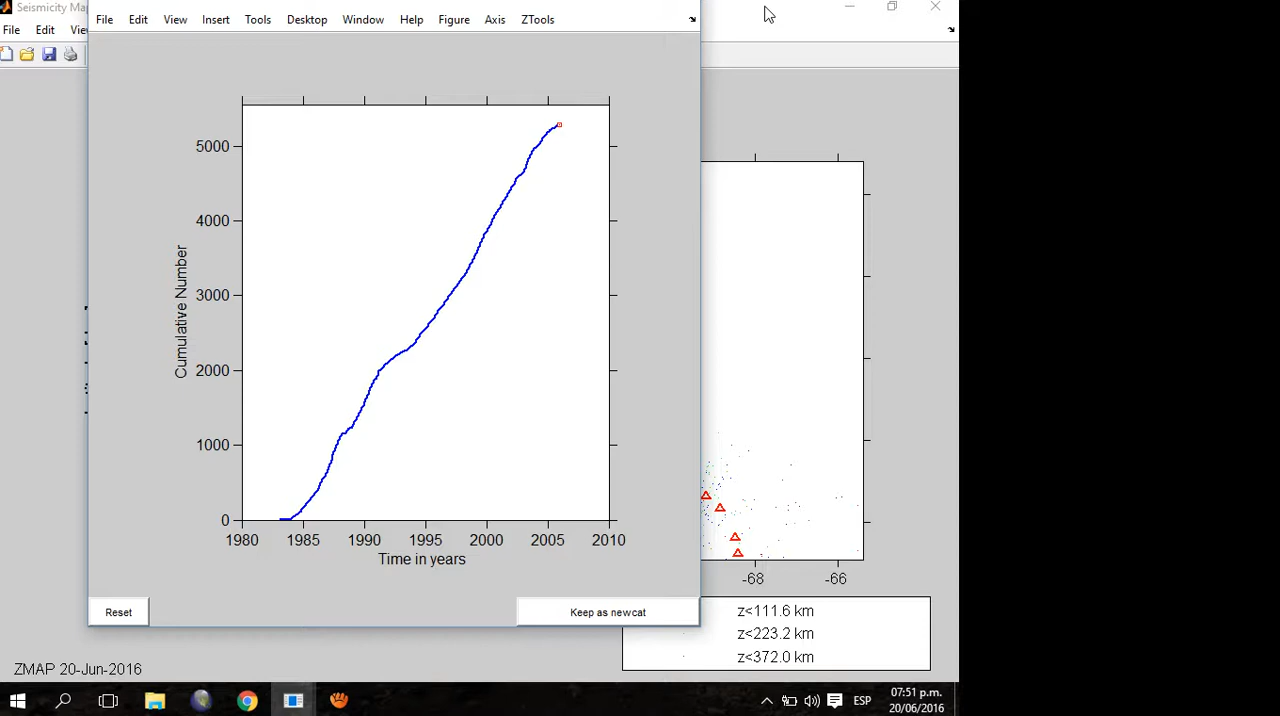 Seismicity Ma
File Edit View Insert Tools Desktop Window Help Figure Axis ZTools
File Edit Vi
5000
4000
3000
2000
1000
0
Cumulative Number
1980 1985 1990 1995 2000 2005 2010
Time in years
-68 -66
Reset
Keep as newcat
z<111.6 km
z<223.2 km
z<372.0 km
ZMAP 20-Jun-2016
ESP
07:51 p.m.
20/06/2016